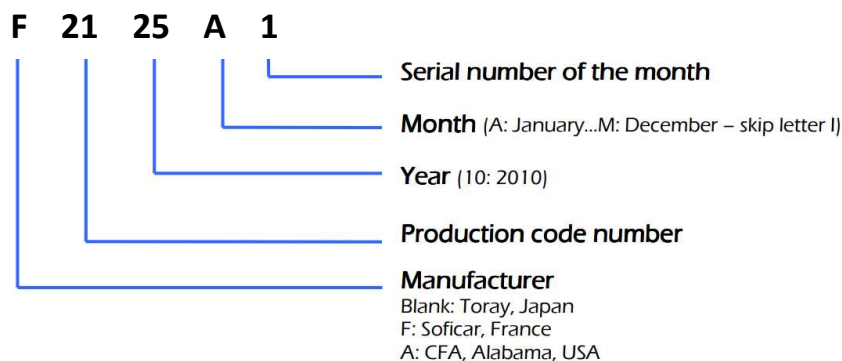 F 21 25 A 1
Serial number of the month
Month (A: January...M: December – skip letter I)
Year (10: 2010)
Production code number
Manufacturer
Blank: Toray, Japan
F: Soficar, France
A: CFA, Alabama, USA